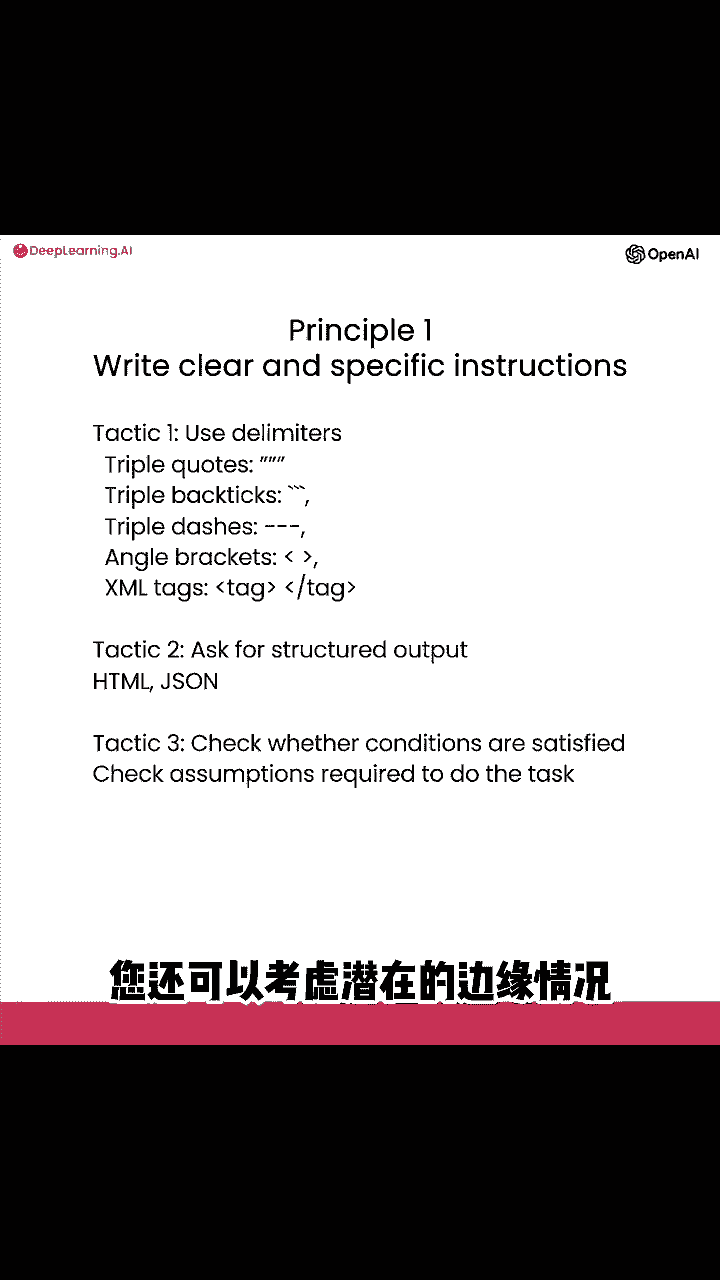 DeepLearning.AI
OpenAI
Principle 1
Write clear and specific instructions
Tactic 1: Use delimiters
Triple quotes: ”””
Triple backticks: ```,
Triple dashes: ---,
Angle brackets: < >,
XML tags: <tag> </tag>
Tactic 2: Ask for structured output
HTML, JSON
Tactic 3: Check whether conditions are satisfied
Check assumptions required to do the task
您还可以考虑潜在的边缘情况